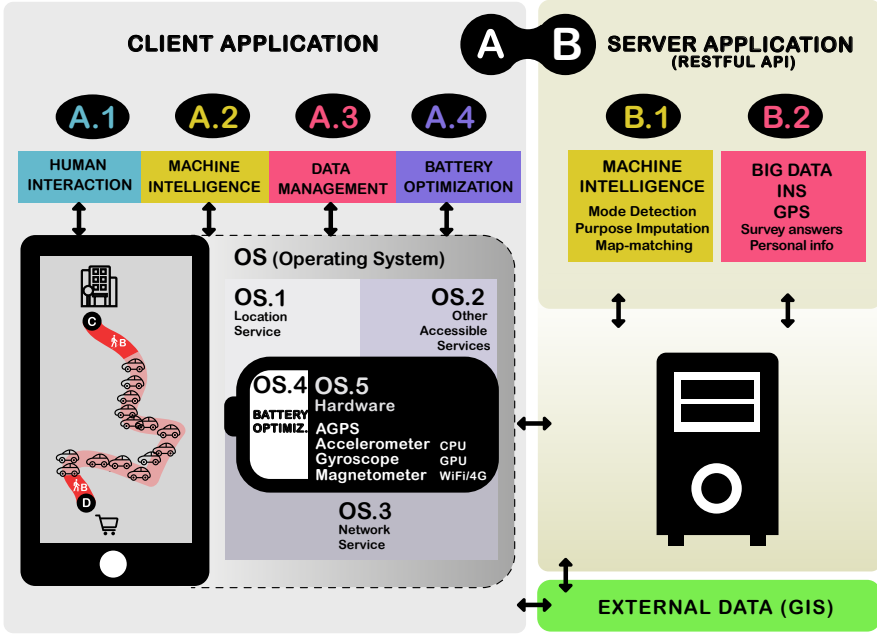 CLIENT APPLICATION
A B
SERVER APPLICATION
(RESTFUL API)
A.1
A.2
A.3
A.4
HUMAN
INTERACTION
MACHINE
INTELLIGENCE
DATA
MANAGEMENT
BATTERY
OPTIMIZATION
B.1
B.2
MACHINE
INTELLIGENCE
Mode Detection
Purpose Imputation
Map-matching
BIG DATA
INS
GPS
Survey answers
Personal info
C
B
B
D
OS (Operating System)
OS.1
Location
Service
OS.2
Other
Accessible
Services
OS.4
BATTERY
OPTIMIZ.
OS.5
Hardware
AGPS
Accelerometer CPU
Gyroscope GPU
Magnetometer WiFi/4G
OS.3
Network
Service
EXTERNAL DATA (GIS)